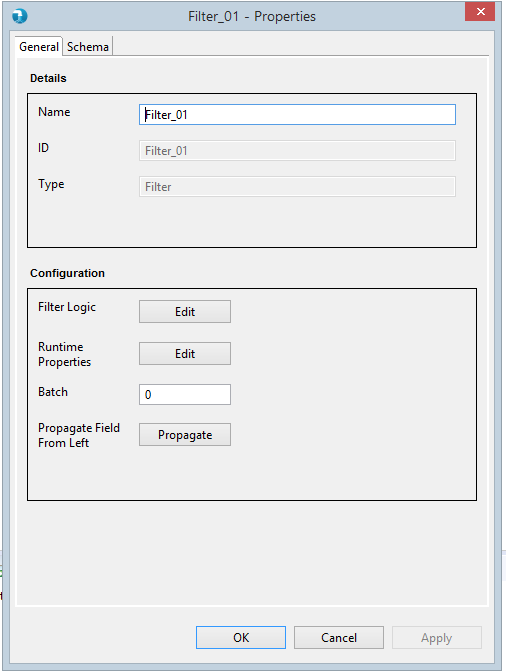 Filter_01 - Properties
General Schema
Details
Name Filter_01
ID Filter_01
Type Filter
Configuration
Filter Logic Edit
Runtime
Properties Edit
Batch 0
Propagate Field
From Left Propagate
OK Cancel Apply